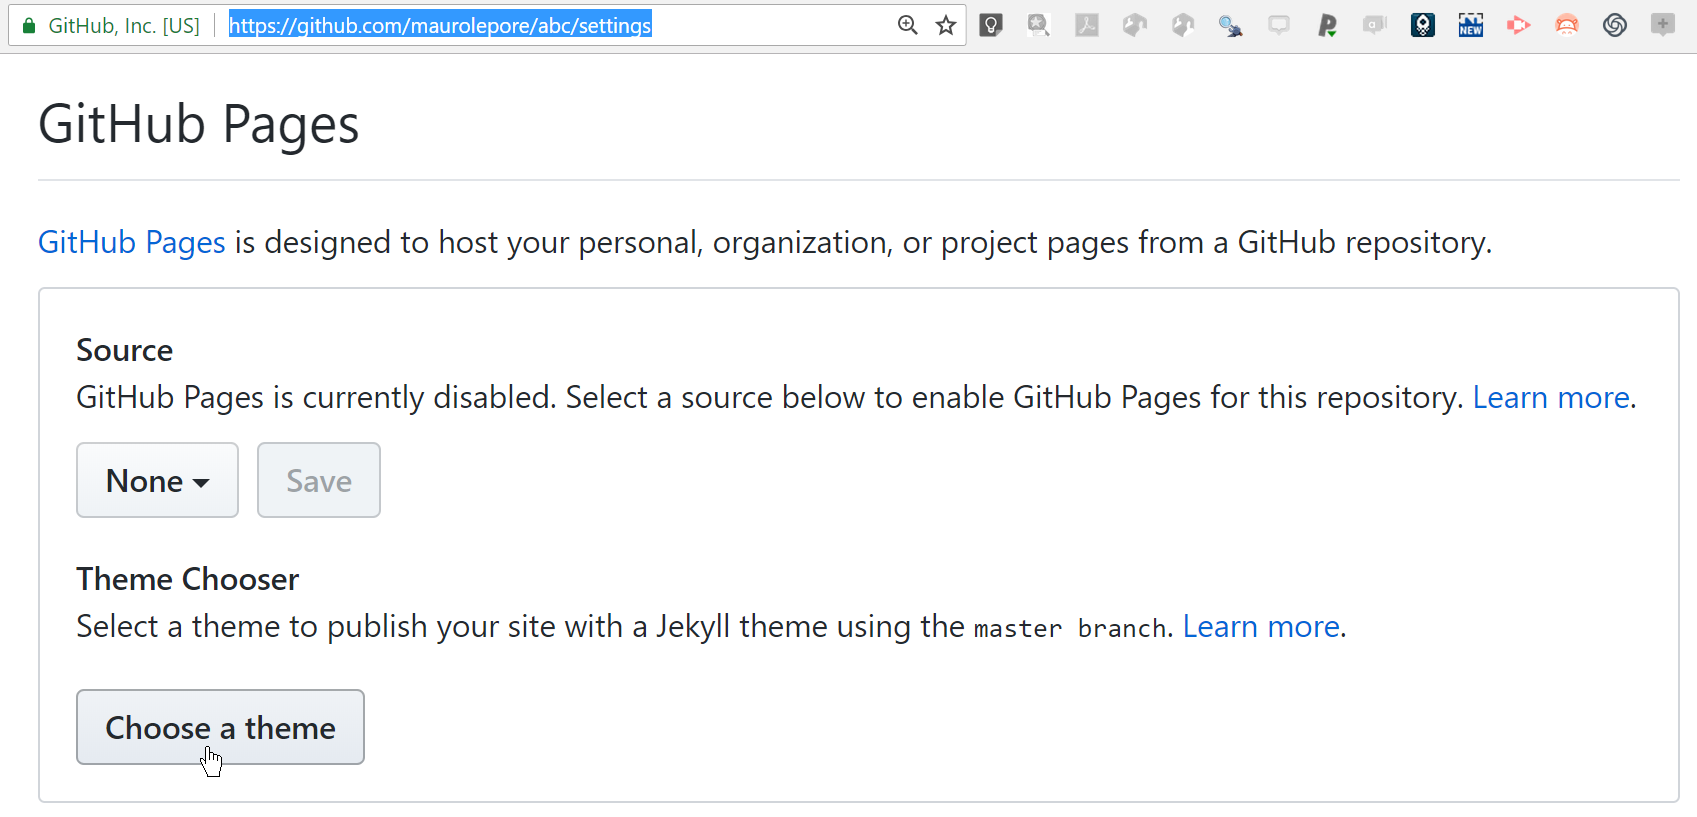 GitHub, Inc. [US] https://github.com/maurolepore/abc/settings
NEW
GitHub Pages
GitHub Pages is designed to host your personal, organization, or project pages from a GitHub repository.
Source
GitHub Pages is currently disabled. Select a source below to enable GitHub Pages for this repository. Learn more.
None Save
Theme Chooser
Select a theme to publish your site with a Jekyll theme using the master branch. Learn more.
Choose a theme